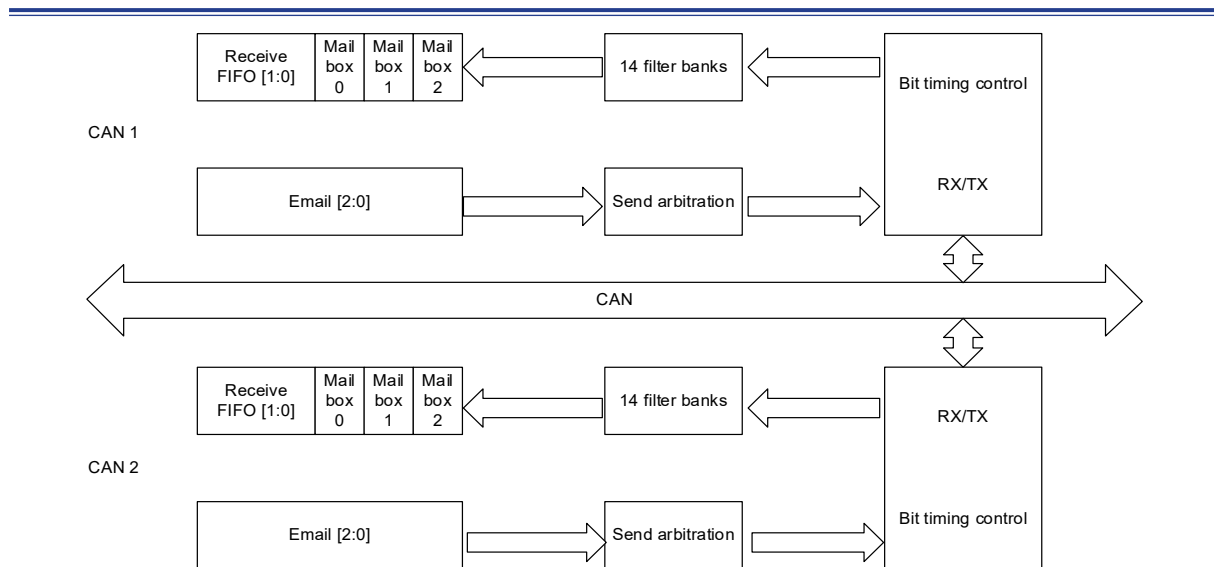 Receive
FIFO [1:0]
Mail
box
0
Mail
box
1
Mail
box
2
14 filter banks
Bit timing control
CAN 1
Email [2:0]
Send arbitration
RX/TX
CAN
Receive
FIFO [1:0]
Mail
box
0
Mail
box
1
Mail
box
2
14 filter banks
RX/TX
CAN 2
Email [2:0]
Send arbitration
Bit timing control